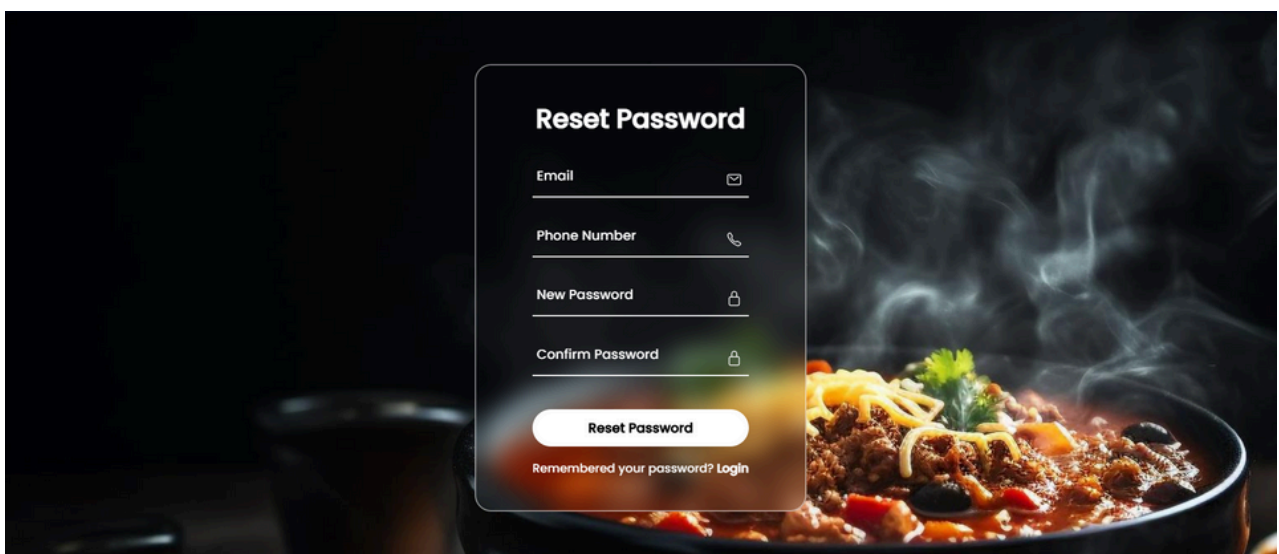 Reset Password
Email
Phone Number
New Password
Confirm Password
Reset Password
Remembered your password? Login